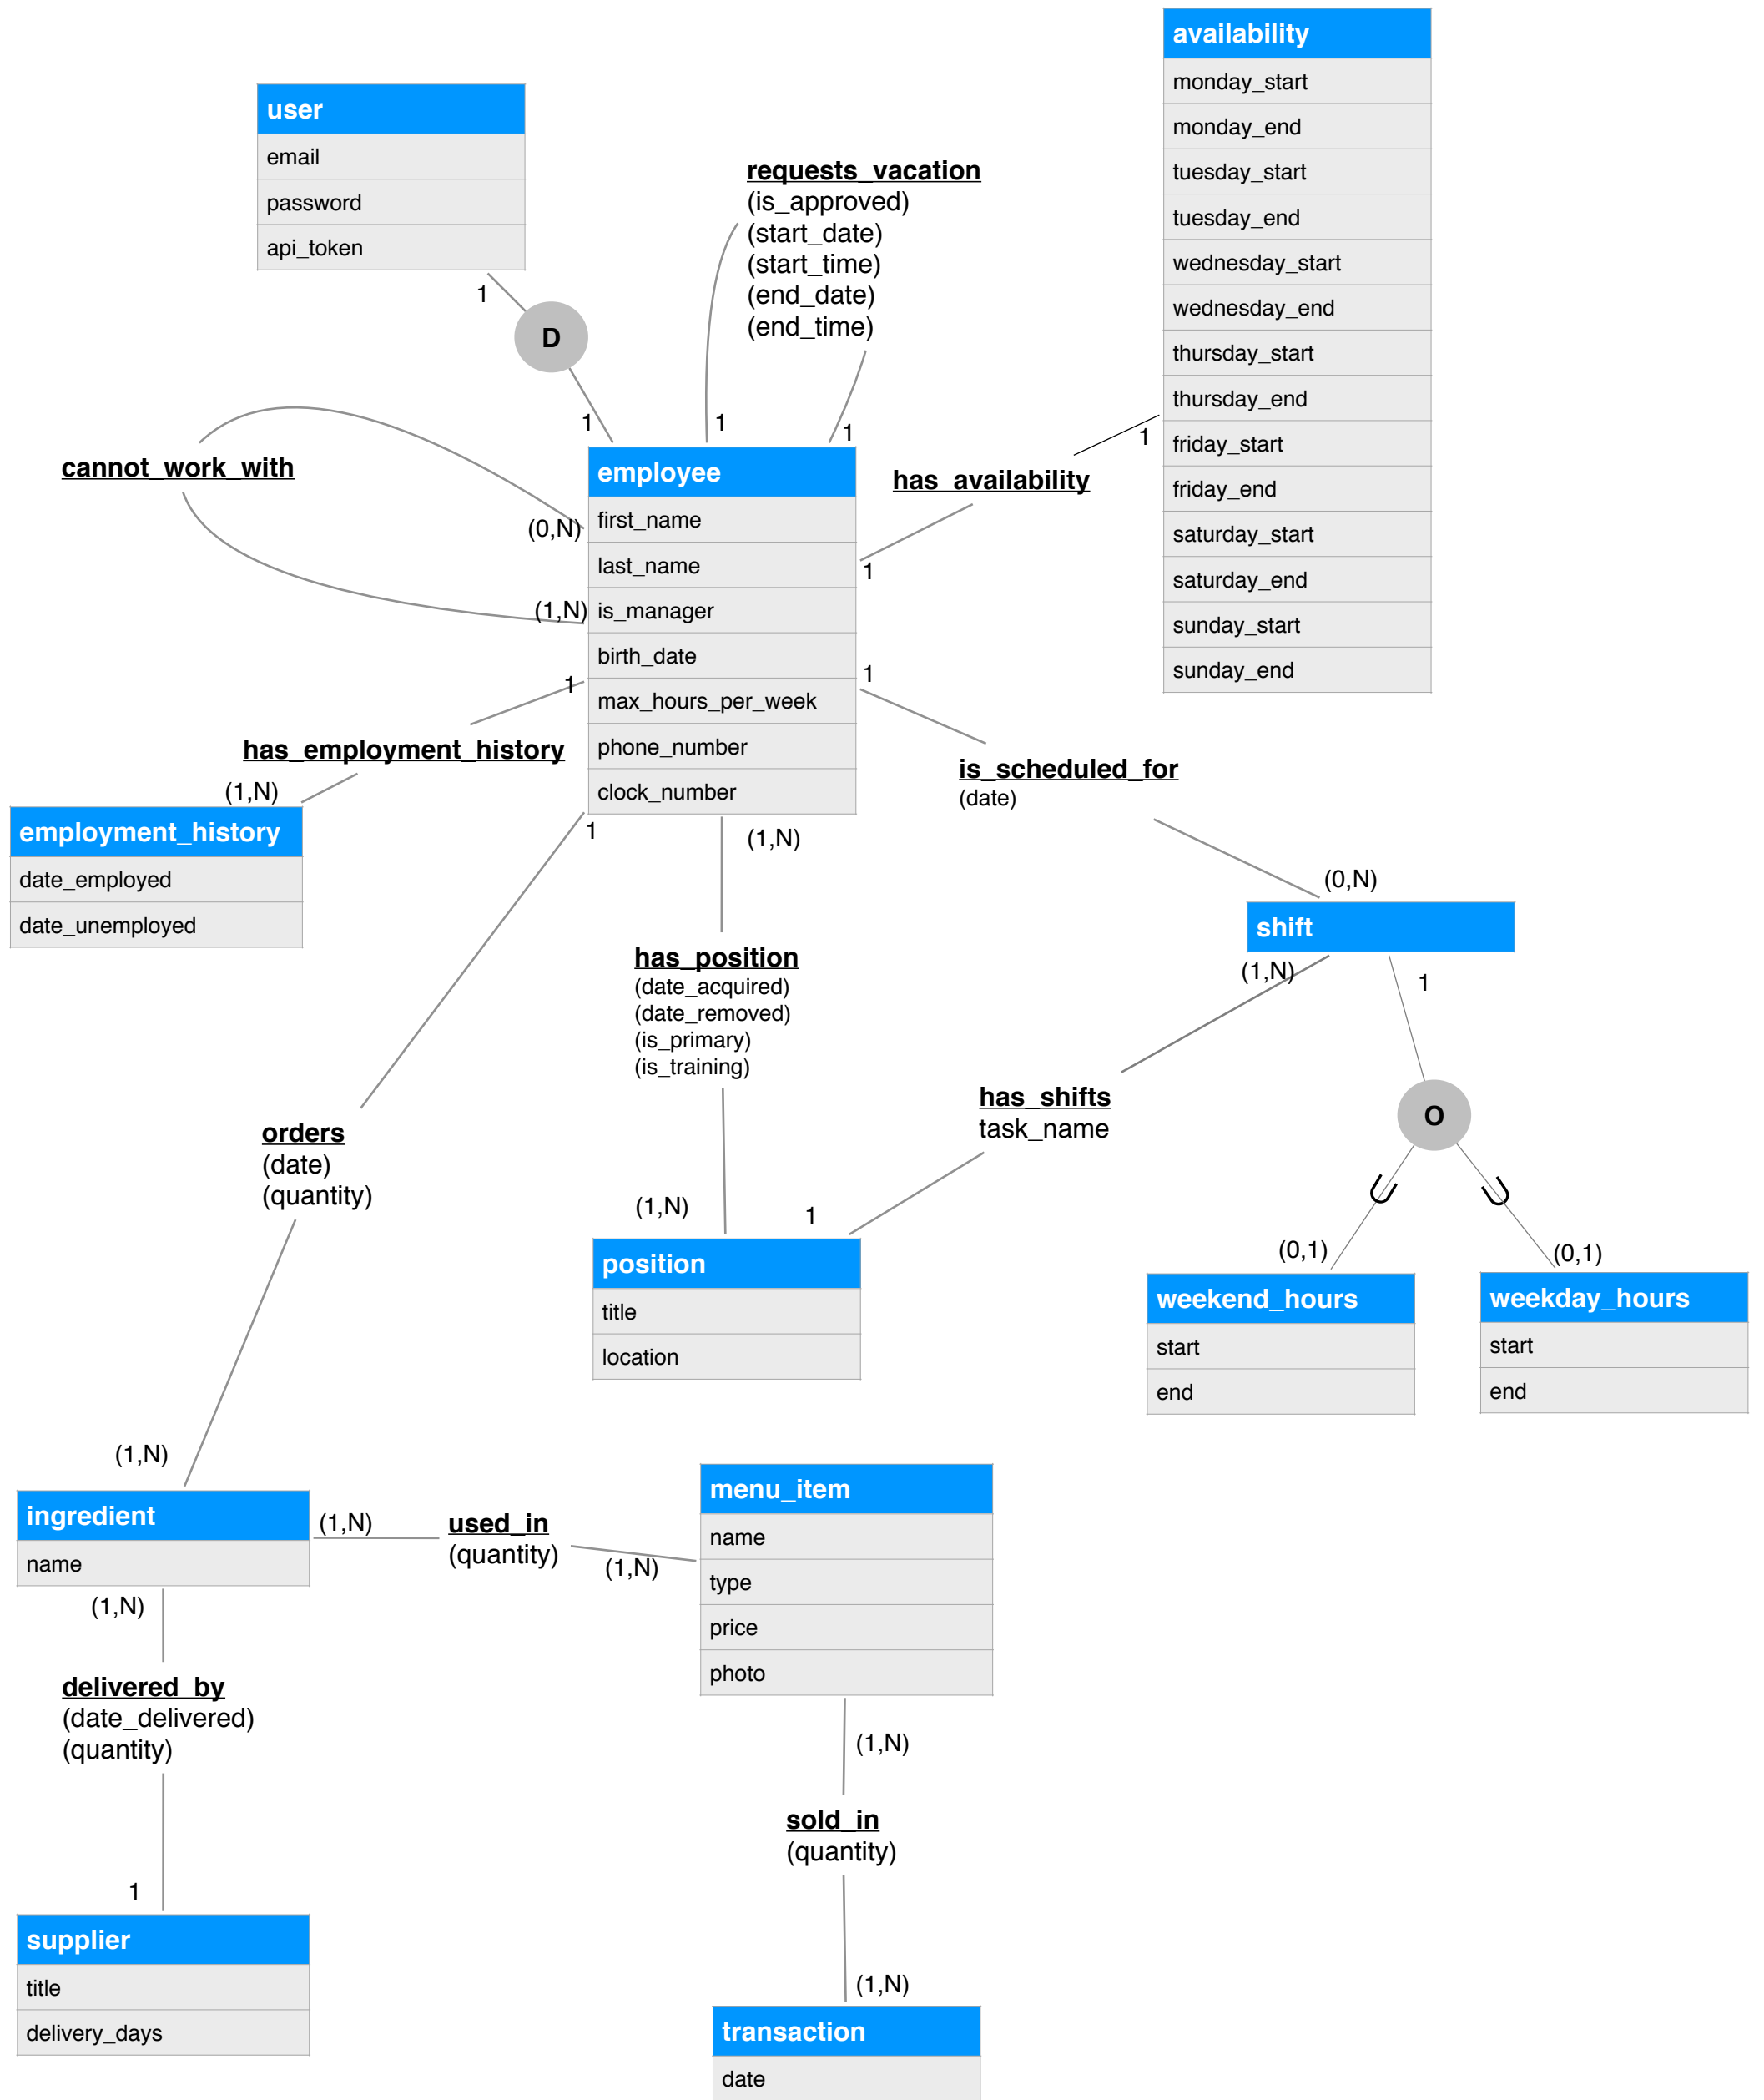 availability
monday_start
monday_end
tuesday_start
tuesday_end
wednesday_start
wednesday_end
thursday_start
thursday_end
friday_start
friday_end
saturday_start
saturday_end
sunday_start
sunday_end
user
email
password
api_token
1
D
1
requests_vacation
(is_approved)
(start_date)
(start_time)
(end_date)
(end_time)
1
1
cannot_work_with
(0,N)
(1,N)
employee
first_name
last_name
is_manager
birth_date
max_hours_per_week
phone_number
clock_number
has_availability
1
1
1
has_employment_history
(1,N)
employment_history
date_employed
date_unemployed
1
is_scheduled_for
(date)
(0,N)
shift
1
(1,N)
has_position
(date_acquired)
(date_removed)
(is_primary)
(is_training)
(1,N)
(1,N)
has_shifts
task_name
1
1
O
(0,1)
(0,1)
weekend_hours
start
end
weekday_hours
start
end
position
title
location
orders
(date)
(quantity)
(1,N)
ingredient
name
(1,N)
used_in
(quantity)
(1,N)
menu_item
name
type
price
photo
(1,N)
delivered_by
(date_delivered)
(quantity)
1
supplier
title
delivery_days
(1,N)
sold_in
(quantity)
(1,N)
transaction
date